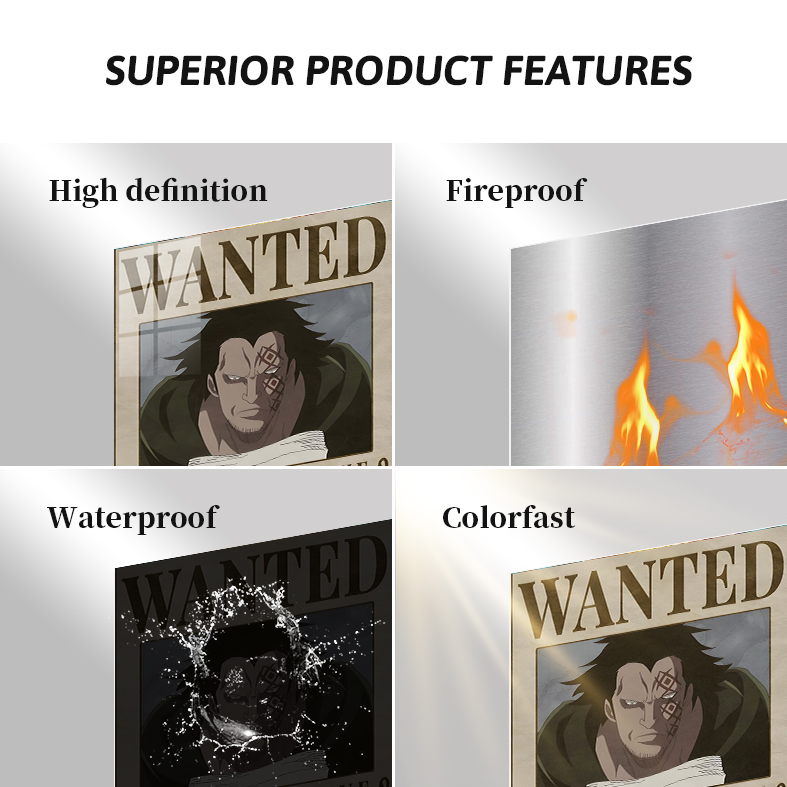 SUPERIOR PRODUCT FEATURES
High definition
WANTED
Fireproof
Waterproof
WANTED
Colorfast
WANTED